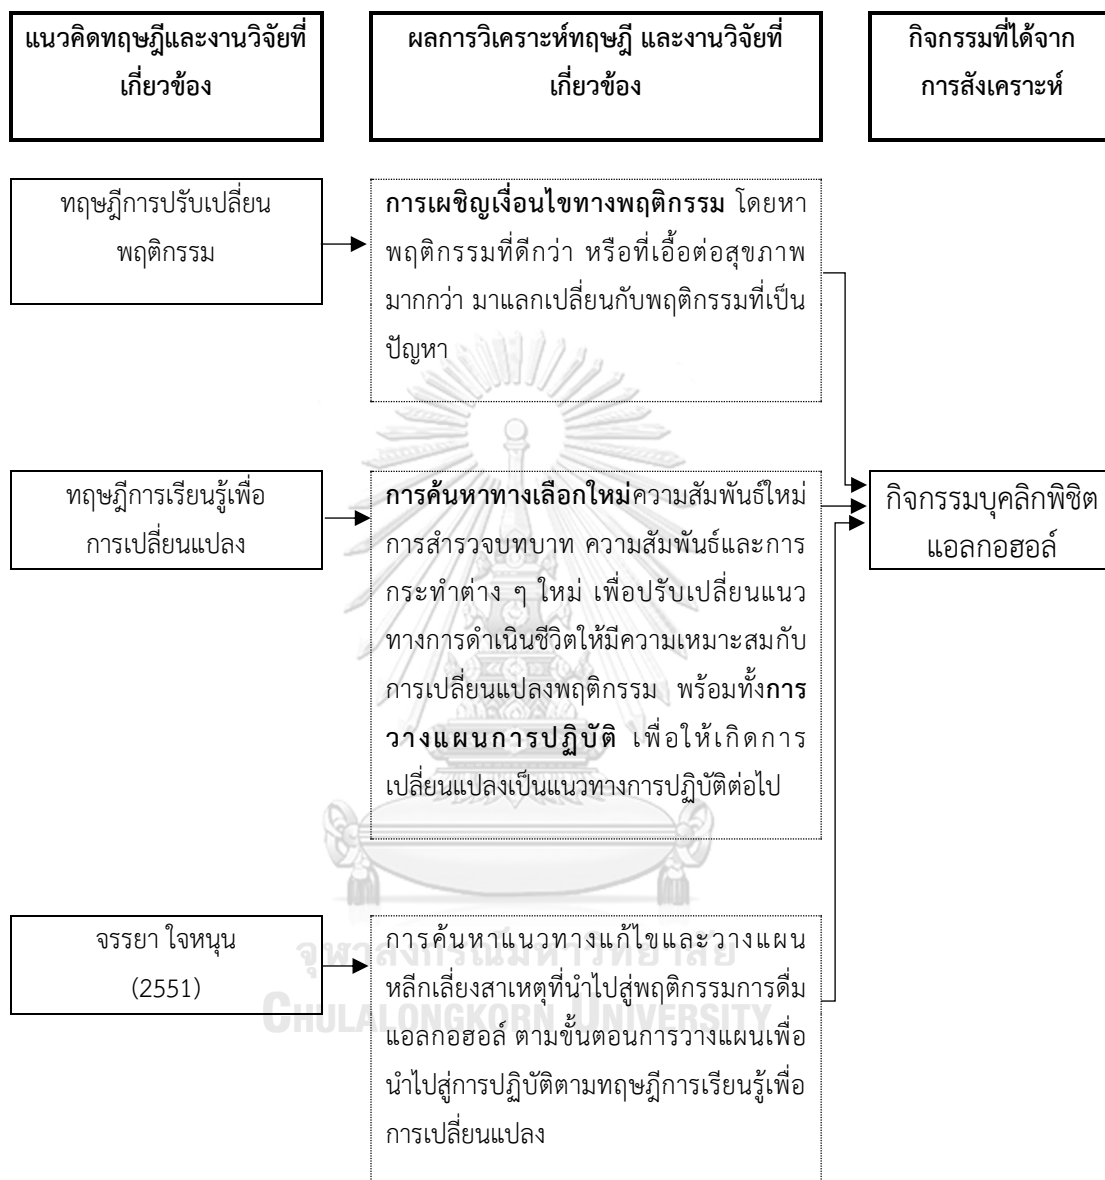 แนวคิดทฤษฎีและงานวิจัยที่
เกี่ยวข้อง
ผลการวิเคราะห์ทฤษฎี และงานวิจัยที่
เกี่ยวข้อง
กิจกรรมที่ได้จาก
การสังเคราะห์
ทฤษฎีการปรับเปลี่ยน
พฤติกรรม
การเผชิญเงื่อนไขทางพฤติกรรม โดยหา
พฤติกรรมที่ดีกว่า หรือที่เอื้อต่อสุขภาพ
มากกว่า มาแลกเปลี่ยนกับพฤติกรรมที่เป็น
ปัญหา
ทฤษฎีการเรียนรู้เพื่อ
การเปลี่ยนแปลง
การค้นหาทางเลือกใหม่ความสัมพันธ์ใหม่
การสำรวจบทบาท ความสัมพันธ์และการ
กระทำต่าง ๆ ใหม่ เพื่อปรับเปลี่ยนแนว
ทางการดำเนินชีวิตให้มีความเหมาะสมกับ
การเปลี่ยนแปลงพฤติกรรม พร้อมทั้งการ
วางแผนการปฏิบัติ เพื่อให้เกิดการ
เปลี่ยนแปลงเป็นแนวทางการปฏิบัติต่อไป
กิจกรรมบุคลิกพิชิต
แอลกอฮอล์
จรรยา ใจหนุน
(2551)
การค้นหาแนวทางแก้ไขและวางแผน
หลีกเลี่ยงสาเหตุที่นำไปสู่พฤติกรรมการดื่ม
แอลกอฮอล์ ตามขั้นตอนการวางแผนเพื่อ
นำไปสู่การปฏิบัติตามทฤษฎีการเรียนรู้เพื่อ
การเปลี่ยนแปลง
จุฬาลงกรณ์มหาวิทยาลัย
CHULALONGKORN UNIVERSITY